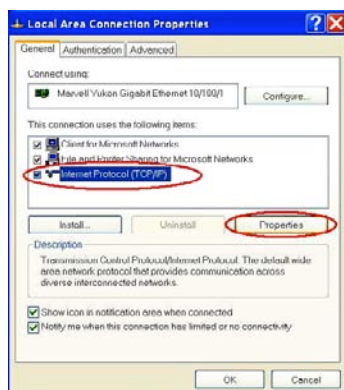 Local Area Connection Properties
General Authentication Advanced
Connect using:
Marvell Yukon Gigabit Ethernet 10/100/1
Configure...
This connection uses the following items:
Client for Microsoft Networks
File and Printer Sharing for Microsoft Networks
Internet Protocol (TCP/IP)
Install... Uninstall Properties
Description
Transmission Control Protocol/Internet Protocol. The default wide
area network protocol that provides communication across
diverse interconnected networks.
Show icon in notification area when connected
Notify me when this connection has limited or no connectivity
OK Cancel